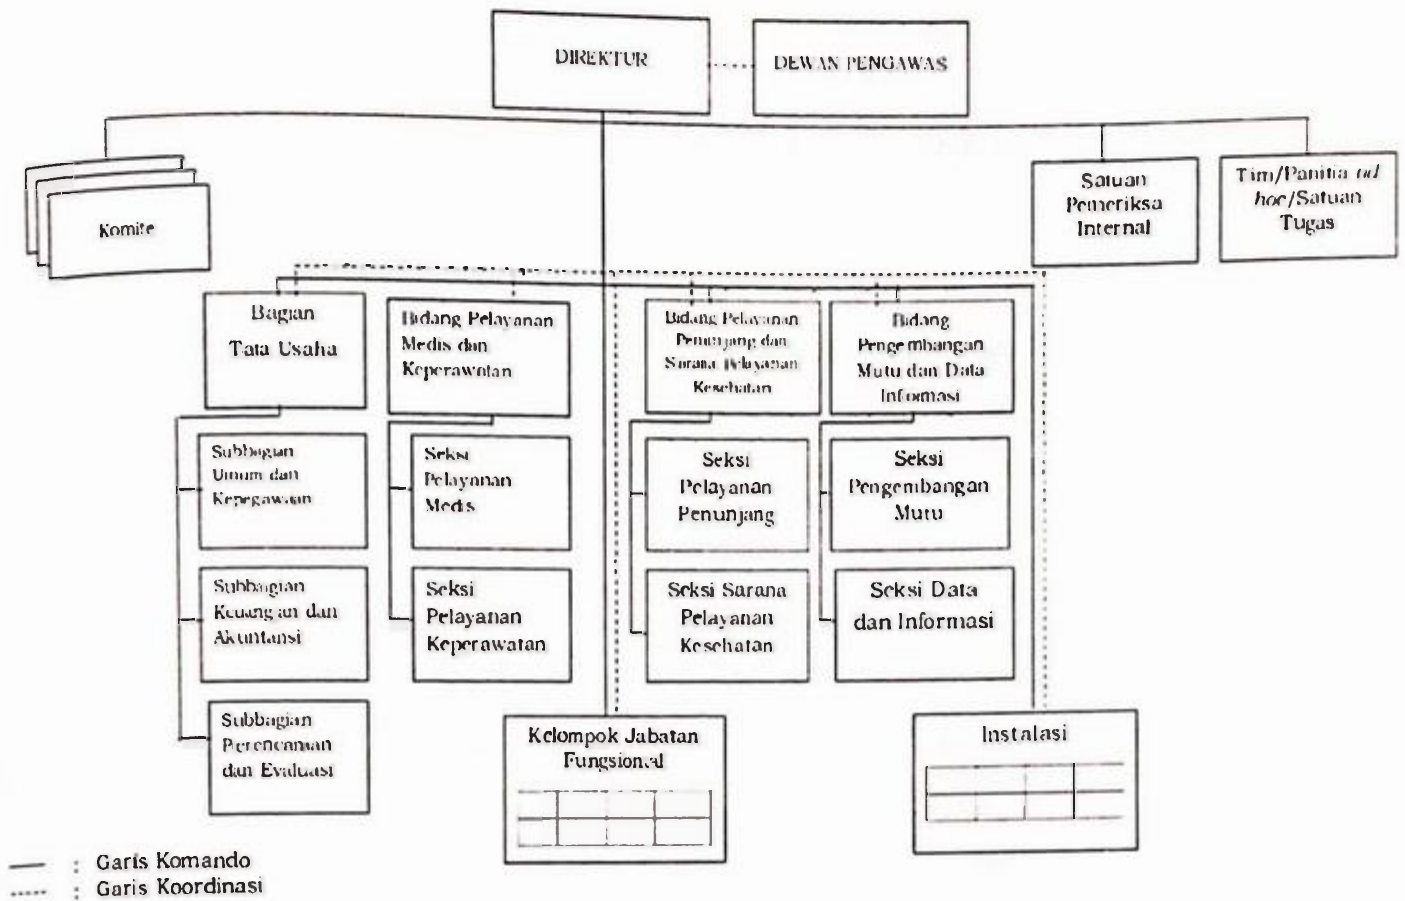 DIREKTUR
DEWAN PENGAWAS
Komite
Satuan
Pemeriksa
Internal
Tim/Panitia ad
hoc/Satuan
Tugas
Bagian
Tata Usaha
Bidang Pelayanan
Medis dan
Keperawatan
Bidang Pelayanan
Penunjang dan
Sarana Pelayanan
Kesehatan
Bidang
Pengembangan
Mutu dan Data
Informasi
Subbagian
Umum dan
Kepegawaan
Seksi
Pelayanan
Medis
Seksi
Pelayanan
Penunjang
Seksi
Pengembangan
Mutu
Subbagian
Keuangan dan
Akuntansi
Seksi
Pelayanan
Keperawatan
Seksi Sarana
Pelayanan
Kesehatan
Seksi Data
dan Informasi
Subbagian
Perencanaan
dan Evaluasi
Kelompok Jabatan
Fungsional
Instalasi
: Garis Komando
: Garis Koordinasi